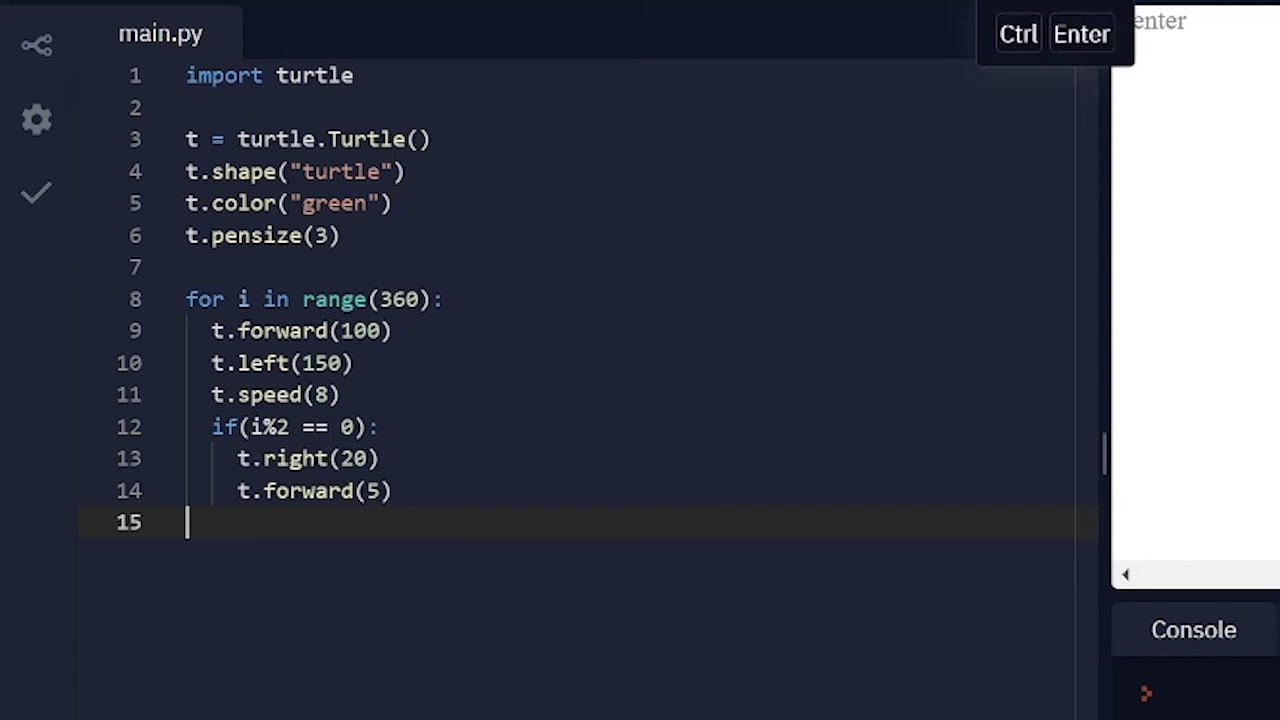 main.py
Ctrl Enter
enter
1 import turtle
2
3 t = turtle.Turtle()
4 t.shape("turtle")
5 t.color("green")
6 t.pensize(3)
7
8 for i in range(360):
9 t.forward(100)
10 t.left(150)
11 t.speed(8)
12 if(i%2 == 0):
13 t.right(20)
14 t.forward(5)
15
Console